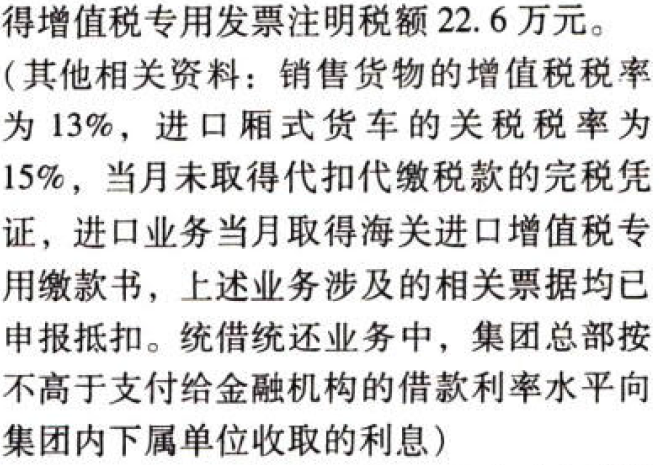 得增值税专用发票注明税额 22.6 万元。
(其他相关资料：销售货物的增值税税率
为 13%，进口厢式货车的关税税率为
15%，当月未取得代扣代缴税款的完税凭
证，进口业务当月取得海关进口增值税专
用缴款书，上述业务涉及的相关票据均已
申报抵扣。统借统还业务中，集团总部按
不高于支付给金融机构的借款利率水平向
集团内下属单位收取的利息）